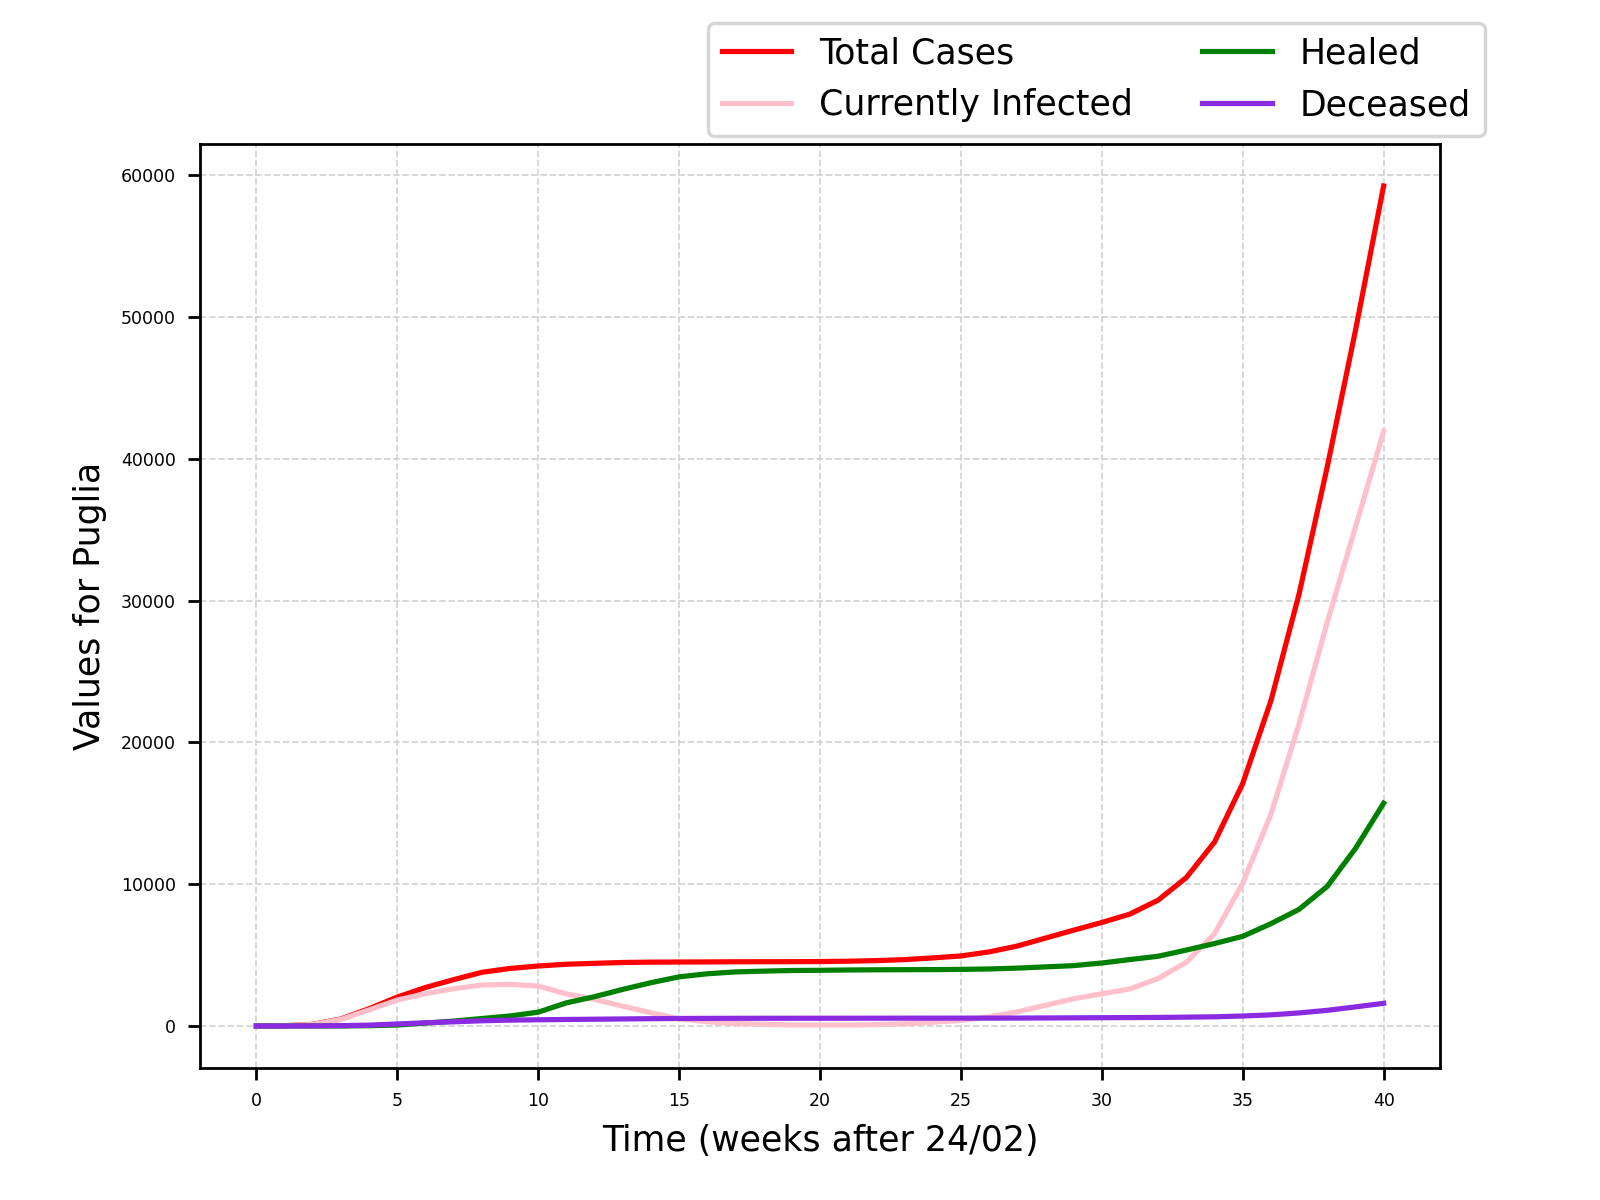 Total Cases
Currently Infected
Healed
Deceased
60000
50000
40000
30000
20000
10000
0
Values for Puglia
0 5 10 15 20 25 30 35 40
Time (weeks after 24/02)